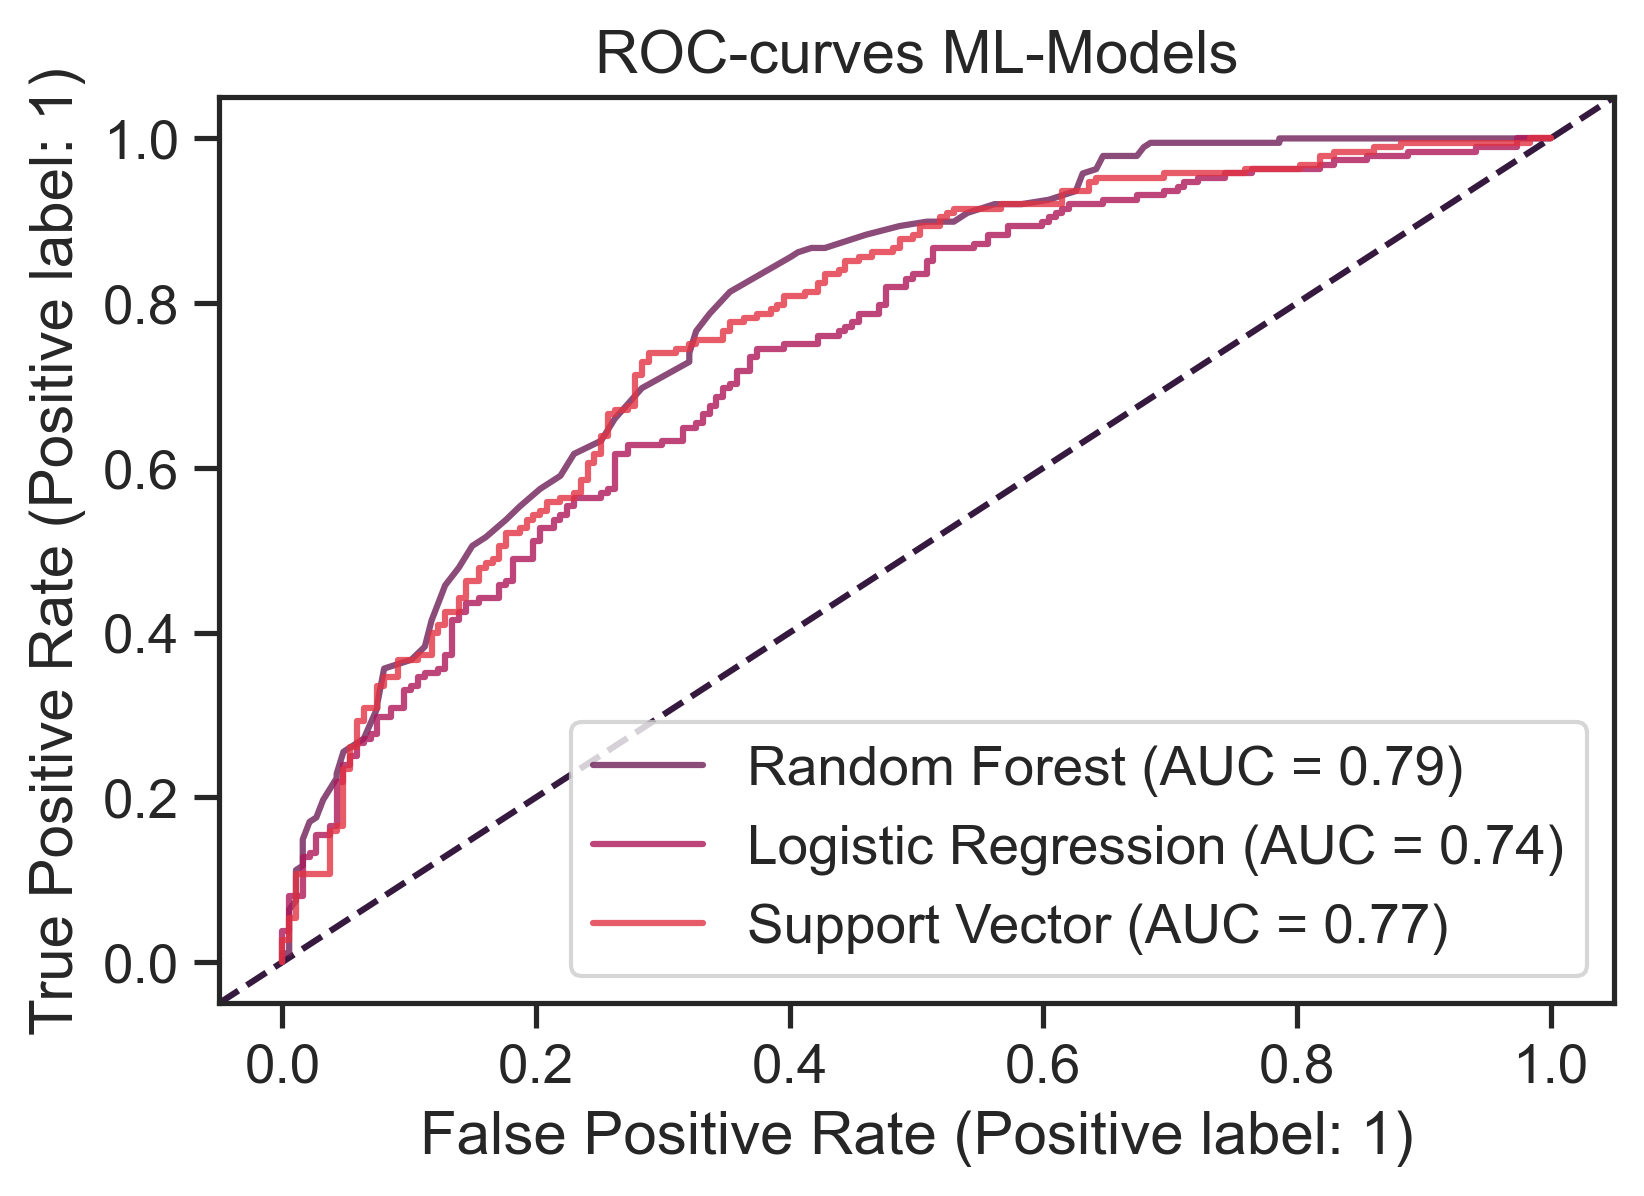 ROC-curves ML-Models
True Positive Rate (Positive label: 1)
1.0
0.8
0.6
0.4
0.2
0.0
Random Forest (AUC = 0.79)
Logistic Regression (AUC = 0.74)
Support Vector (AUC = 0.77)
0.0 0.2 0.4 0.6 0.8 1.0
False Positive Rate (Positive label: 1)